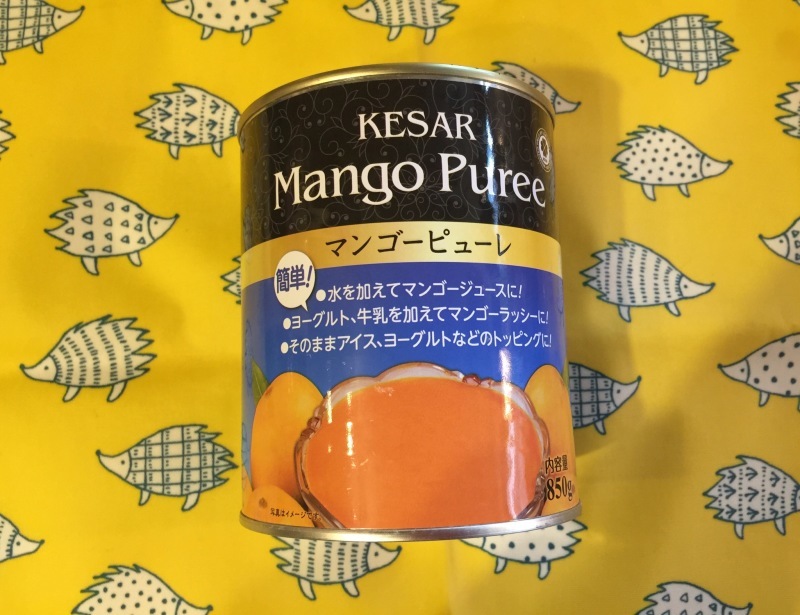 KESAR
Mango Puree
マンゴーピューレ
簡単!
●水を加えてマンゴージュースに!
●ヨーグルト、牛乳を加えてマンゴーラッシーに!
●そのままアイス、ヨーグルトなどのトッピングに!
内容量
850g
写真はイメージです